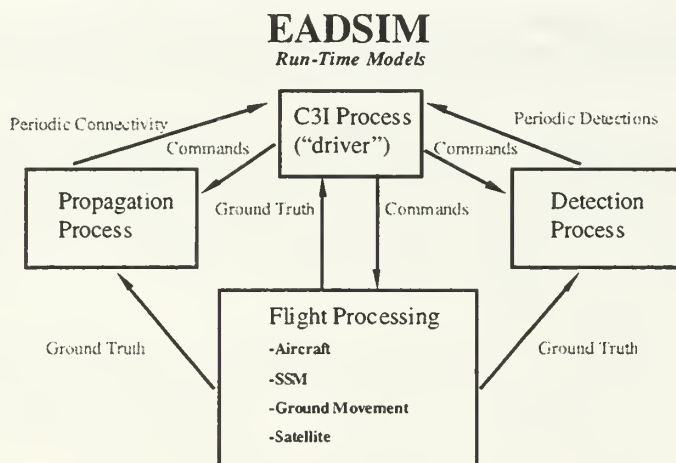 EADSIM
Run-Time Models
Periodic Connectivity
C3I Process
("driver")
Periodic Detections
Commands
Commands
Propagation
Process
Ground Truth
Commands
Detection
Process
Flight Processing
-Aircraft
-SSM
-Ground Movement
-Satellite
Ground Truth
Ground Truth